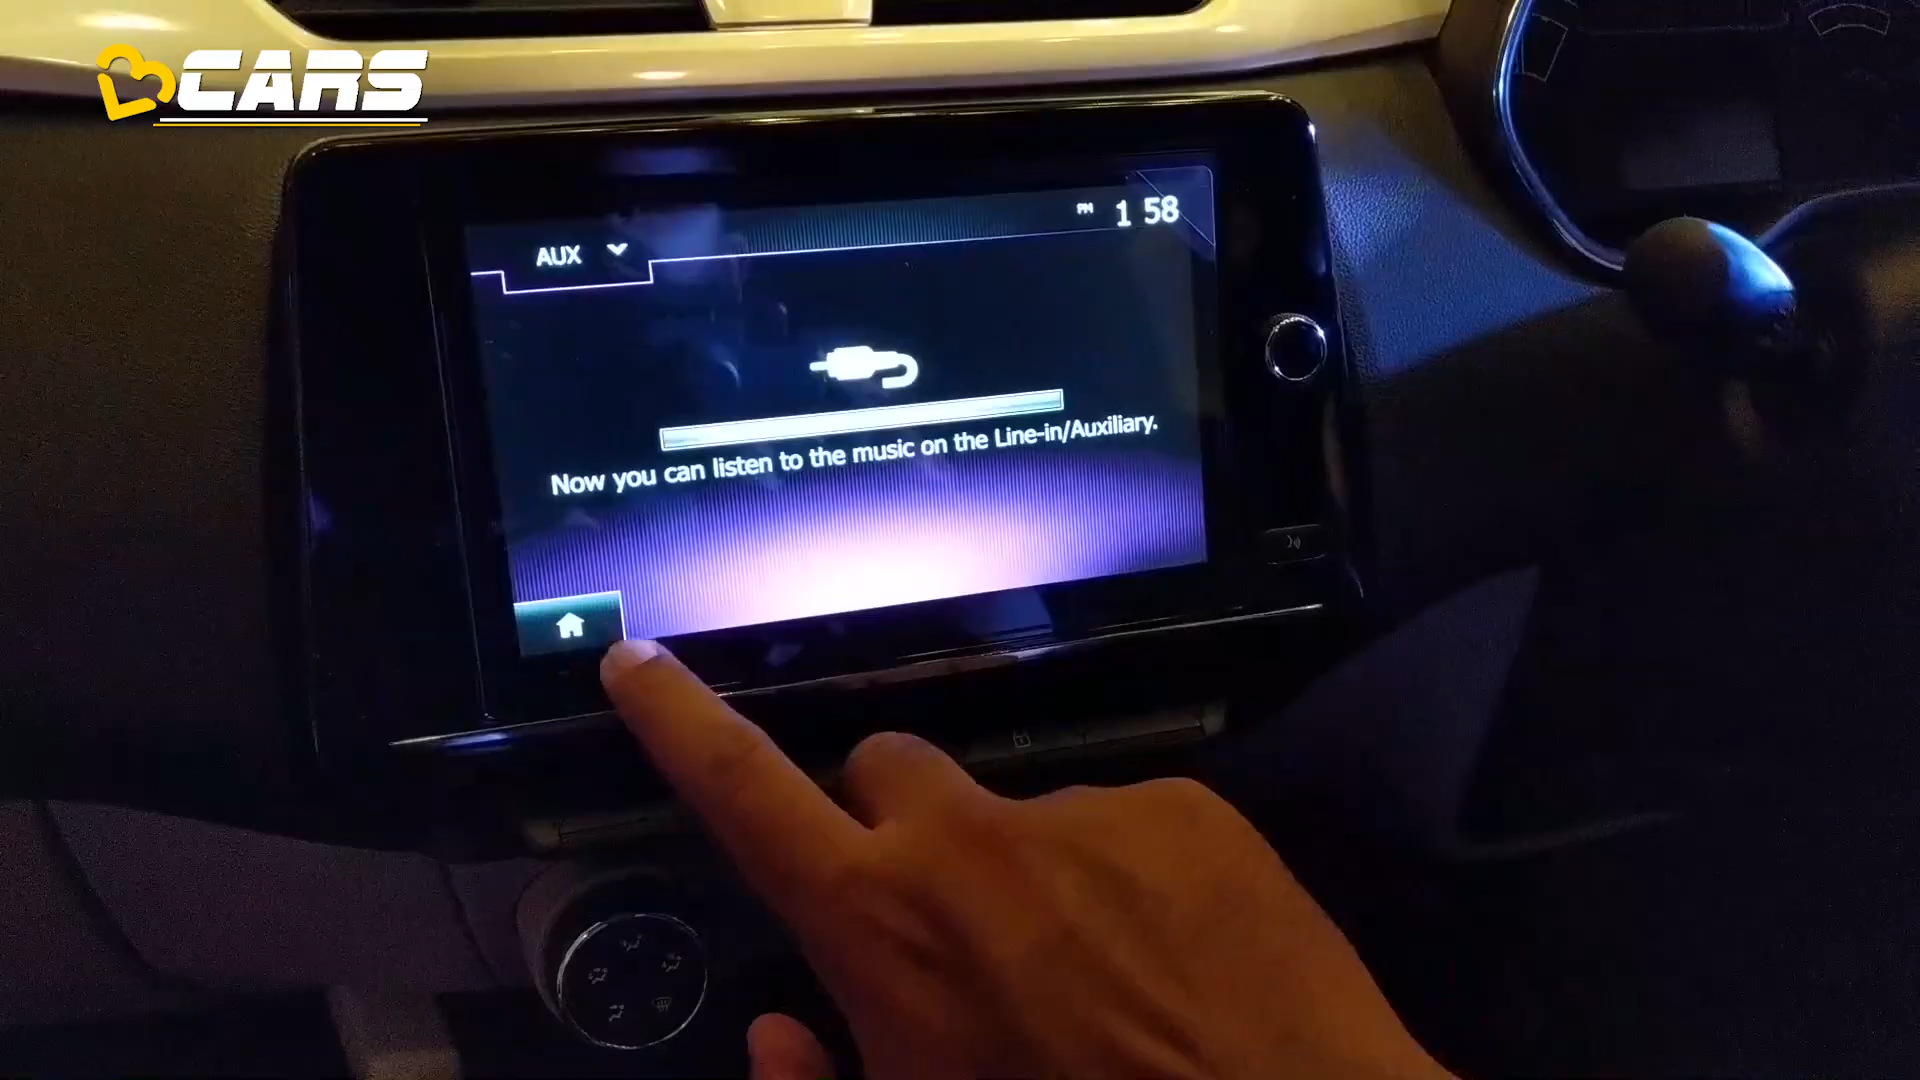 CARS
PM 1 58
AUX
Now you can listen to the music on the Line-in/Auxiliary.